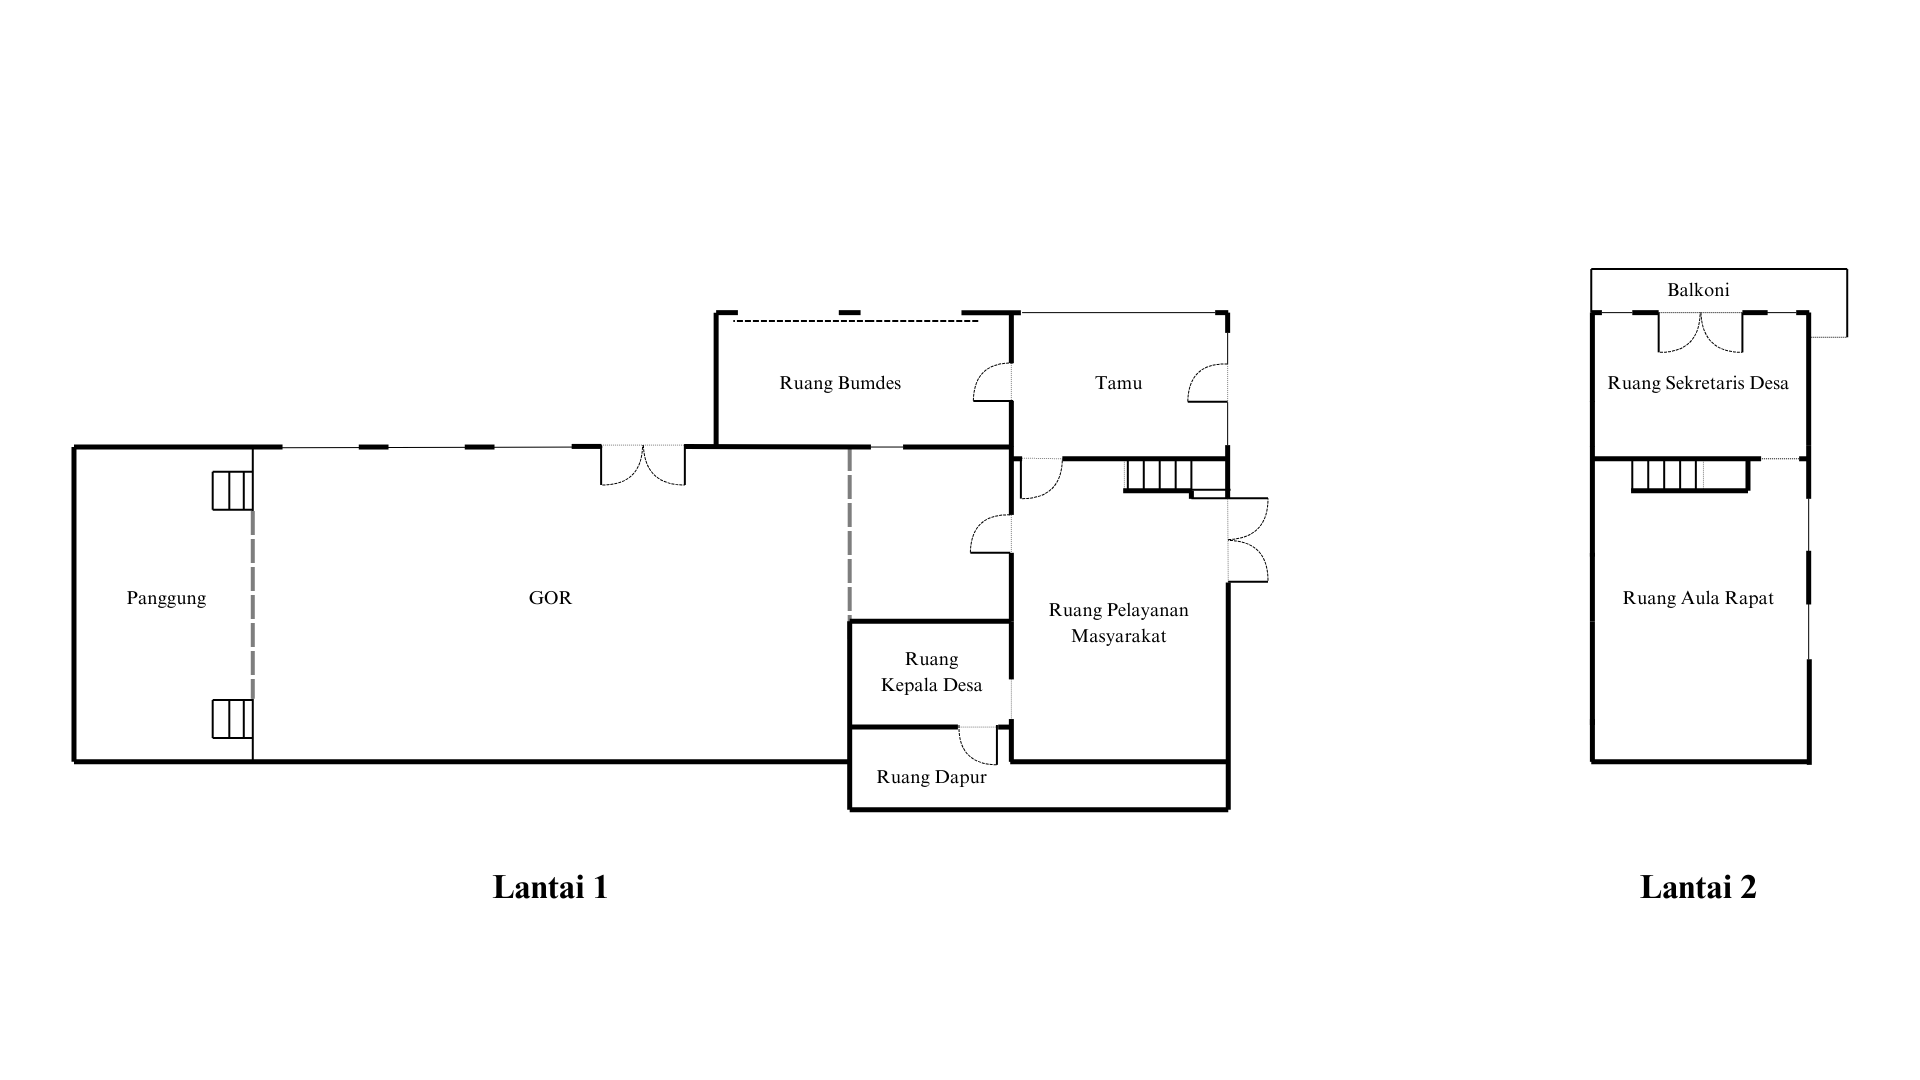 Balkoni
Ruang Bumdes
Tamu
Ruang Sekretaris Desa
Panggung
GOR
Ruang Pelayanan
Masyarakat
Ruang Aula Rapat
Ruang
Kepala Desa
Ruang Dapur
Lantai 1
Lantai 2